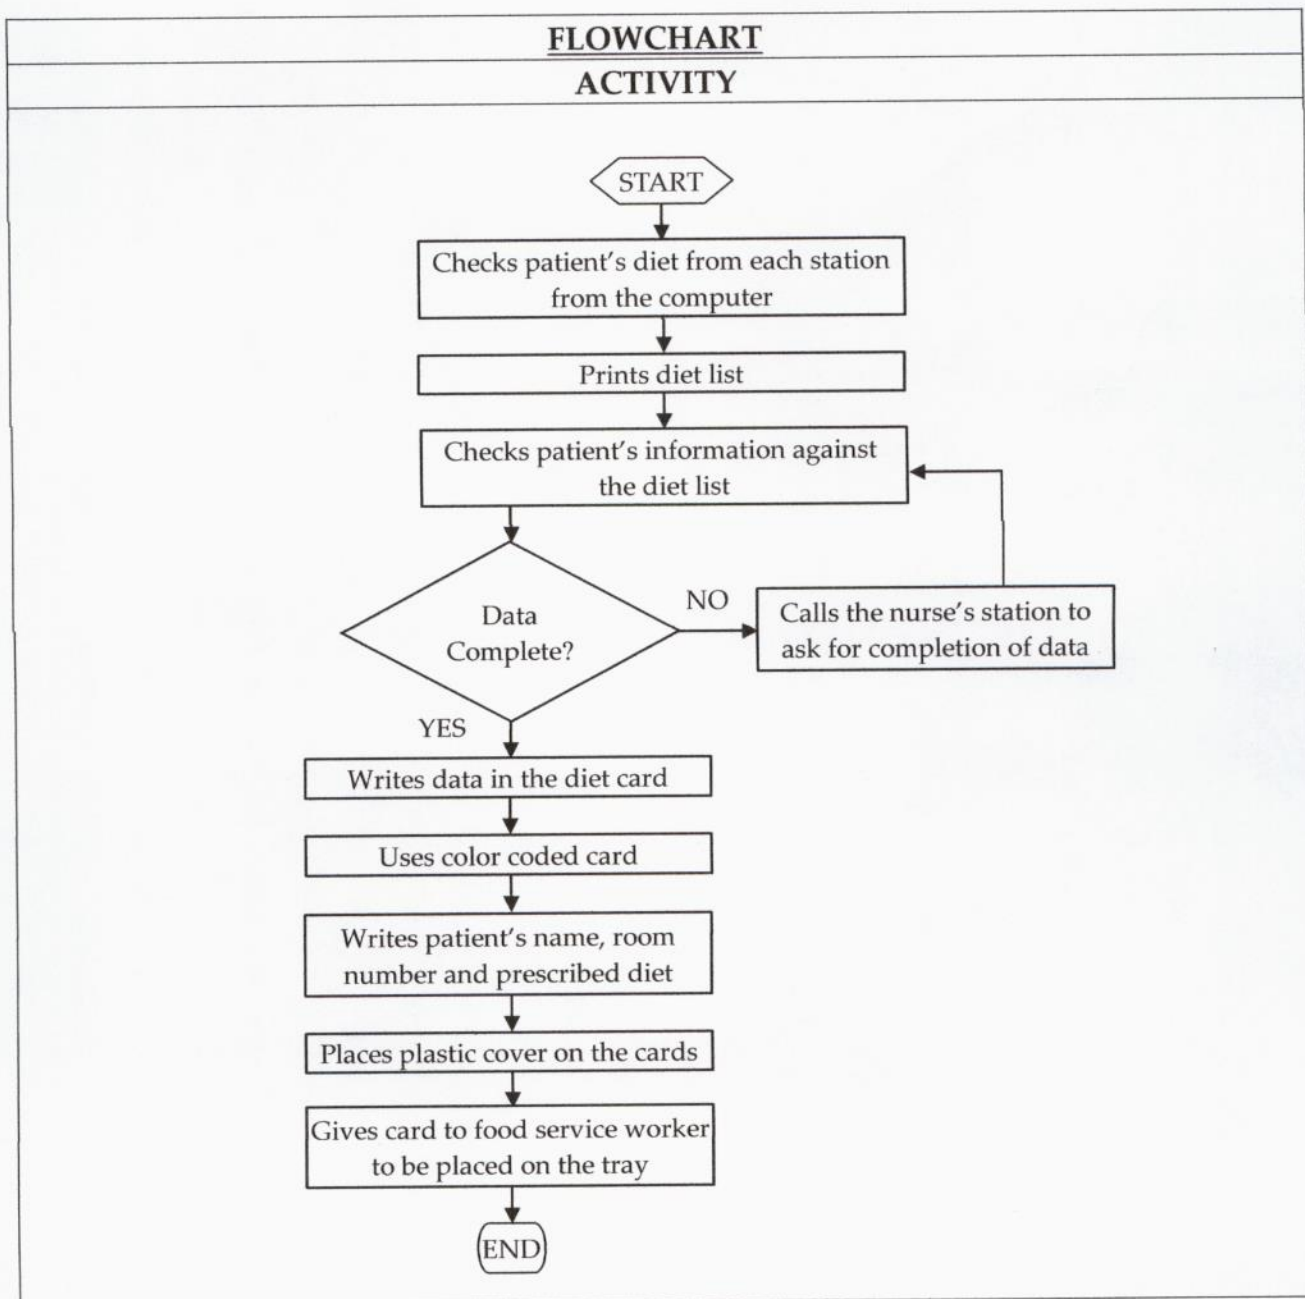 FLOWCHART
ACTIVITY
START
Checks patient's diet from each station
from the computer
Prints diet list
Checks patient's information against
the diet list
Data
Complete?
NO
Calls the nurse's station to
ask for completion of data
YES
Writes data in the diet card
Uses color coded card
Writes patient's name, room
number and prescribed diet
Places plastic cover on the cards
Gives card to food service worker
to be placed on the tray
END